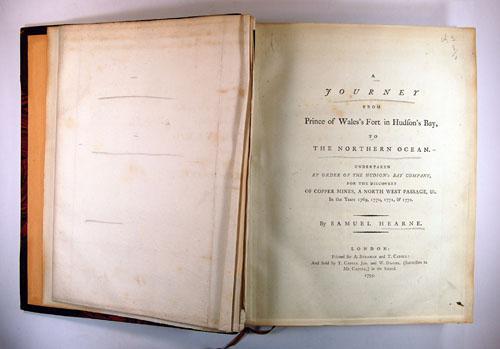 A
JOURNEY
FROM
Prince of Wales's Fort in Hudson's Bay,
TO
THE NORTHERN OCEAN.
UNDERTAKEN
BY ORDER OF THE HUDSON'S BAY COMPANY,
FOR THE DISCOVERY
OF COPPER MINES, A NORTH WEST PASSAGE, &c.
In the Years 1769, 1770, 1771, & 1772.
By SAMUEL HEARNE.
LONDON:
Printed for A. STRAHAN and T. CADELL:
And Sold by T. CADELL Jun. and W. DAVIES, (Successors to
Mr. CADELL,) in the Strand.
1795.